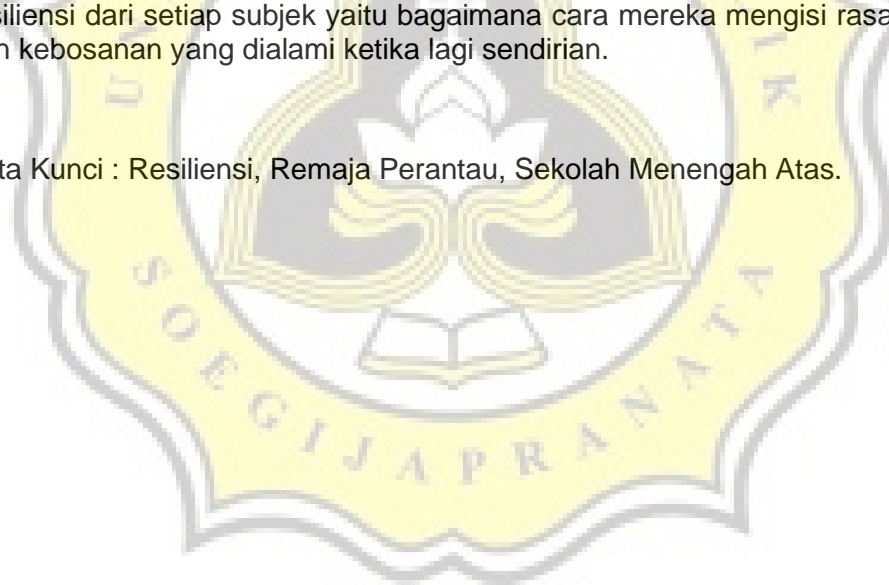 siliensi dari setiap subjek yaitu bagaimana cara mereka mengisi rasa
n kebosanan yang dialami ketika lagi sendirian.
ta Kunci : Resiliensi, Remaja Perantau, Sekolah Menengah Atas.
SOEGIJAPRANATA